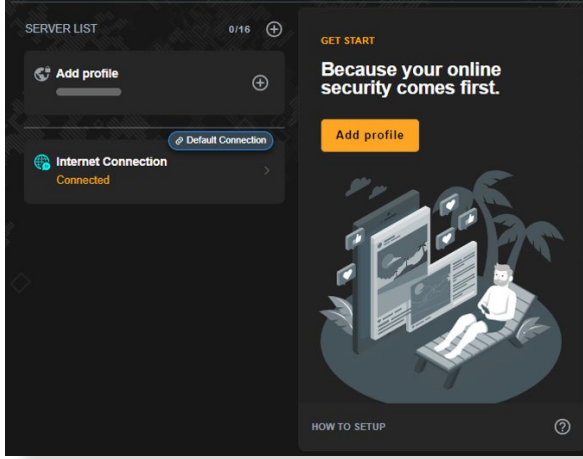 SERVER LIST
0/16
Add profile
Default Connection
Internet Connection
Connected
GET START
Because your online
security comes first.
Add profile
HOW TO SETUP
?